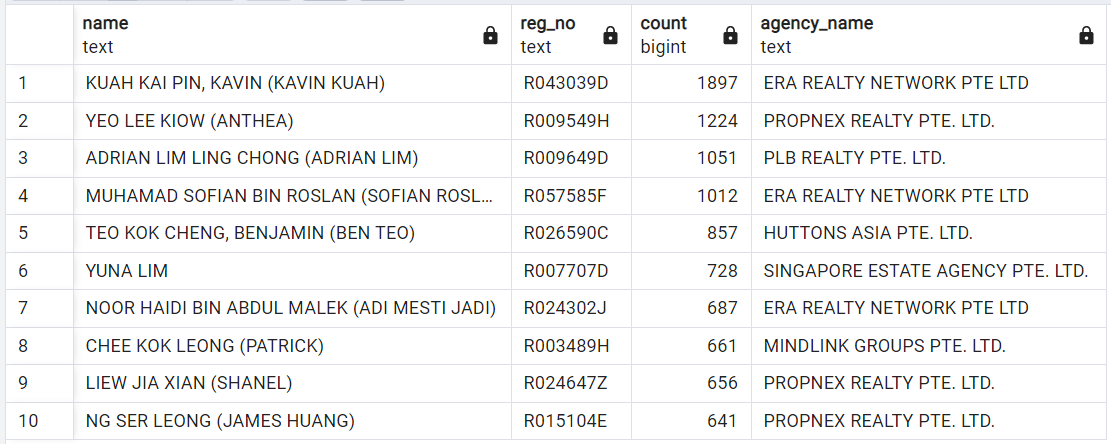 name reg_no count agency_name
text text bigint text
1 KUAH KAI PIN, KAVIN (KAVIN KUAH) R043039D 1897 ERA REALTY NETWORK PTE LTD
2 YEO LEE KIOW (ANTHEA) R009549H 1224 PROPNEX REALTY PTE. LTD.
3 ADRIAN LIM LING CHONG (ADRIAN LIM) R009649D 1051 PLB REALTY PTE. LTD.
4 MUHAMAD SOFIAN BIN ROSLAN (SOFIAN ROSL... R057585F 1012 ERA REALTY NETWORK PTE LTD
5 TEO KOK CHENG, BENJAMIN (BEN TEO) R026590C 857 HUTTONS ASIA PTE. LTD.
6 YUNA LIM R007707D 728 SINGAPORE ESTATE AGENCY PTE. LTD.
7 NOOR HAIDI BIN ABDUL MALEK (ADI MESTI JADI) R024302J 687 ERA REALTY NETWORK PTE LTD
8 CHEE KOK LEONG (PATRICK) R003489H 661 MINDLINK GROUPS PTE. LTD.
9 LIEW JIA XIAN (SHANEL) R024647Z 656 PROPNEX REALTY PTE. LTD.
10 NG SER LEONG (JAMES HUANG) R015104E 641 PROPNEX REALTY PTE. LTD.